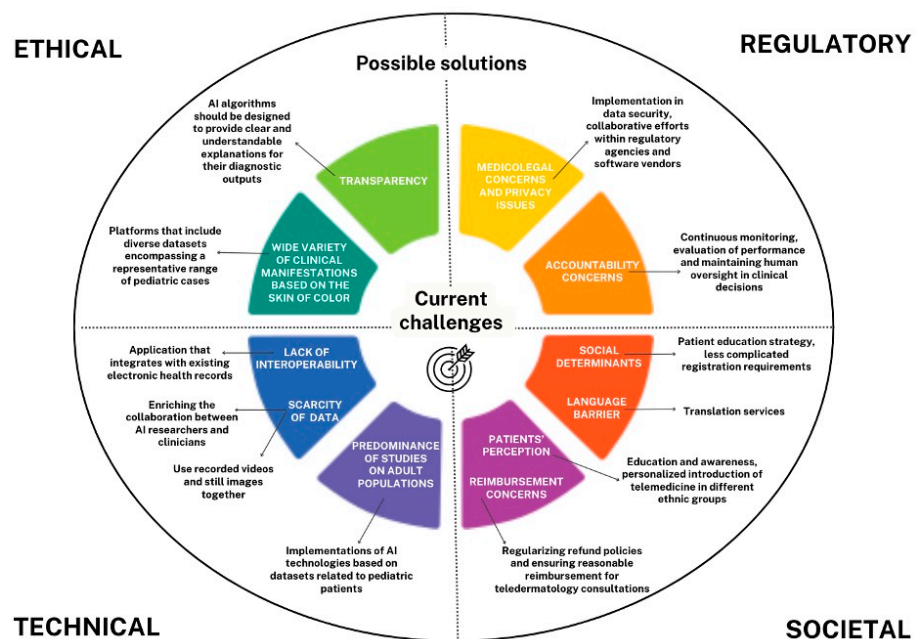 ETHICAL
REGULATORY
Possible solutions
AI algorithms
should be designed
to provide clear and
understandable
explanations for
their diagnostic
outputs
TRANSPARENCY
Implementation in
data security,
collaborative efforts
within regulatory
agencies and
software vendors
MEDICOLEGAL
CONCERNS
AND PRIVACY
ISSUES
Platforms that include
diverse datasets
encompassing a
representative range
of pediatric cases
WIDE VARIETY
OF CLINICAL
MANIFESTATIONS
BASED ON THE
SKIN OF COLOR
ACCOUNTABILITY
CONCERNS
Continuous monitoring,
evaluation of performance
and maintaining human
oversight in clinical
decisions
Current
challenges
Application that
integrates with existing
electronic health records
LACK OF
INTEROPERABILITY
Enriching the
collaboration between
AI researchers and
clinicians
SCARCITY
OF DATA
Use recorded videos
and still images
together
PREDOMINANCE
OF STUDIES
ON ADULT
POPULATIONS
Implementations of AI
technologies based on
datasets related to pediatric
patients
SOCIAL
DETERMINANTS
Patient education strategy,
less complicated
registration requirements
LANGUAGE
BARRIER
Translation services
PATIENTS'
PERCEPTION
Education and awareness,
personalized introduction of
telemedicine in different
ethnic groups
REIMBURSEMENT
CONCERNS
Regularizing refund policies
and ensuring reasonable
reimbursement for
teledermatology consultations
TECHNICAL
SOCIETAL